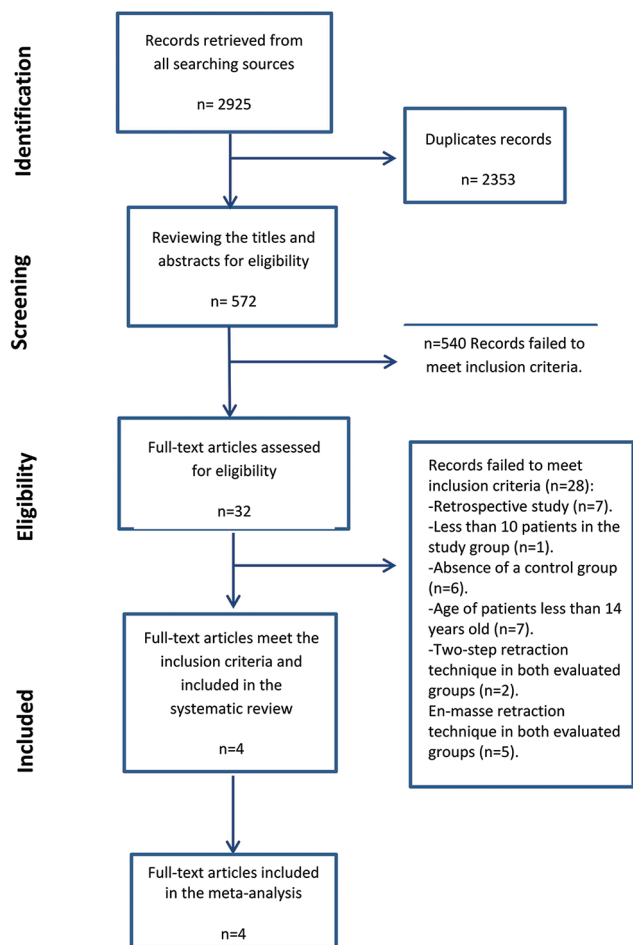 Identification
Records retrieved from
all searching sources
n= 2925
Duplicates records
n= 2353
Screening
Reviewing the titles and
abstracts for eligibility
n= 572
n=540 Records failed to
meet inclusion criteria.
Eligibility
Full-text articles assessed
for eligibility
n=32
Records failed to meet
inclusion criteria (n=28):
-Retrospective study (n=7).
-Less than 10 patients in the
study group (n=1).
-Absence of a control group
(n=6).
-Age of patients less than 14
years old (n=7).
-Two-step retraction
technique in both evaluated
groups (n=2).
En-masse retraction
technique in both evaluated
groups (n=5).
Included
Full-text articles meet the
inclusion criteria and
included in the
systematic review
n=4
Full-text articles included
in the meta-analysis
n=4